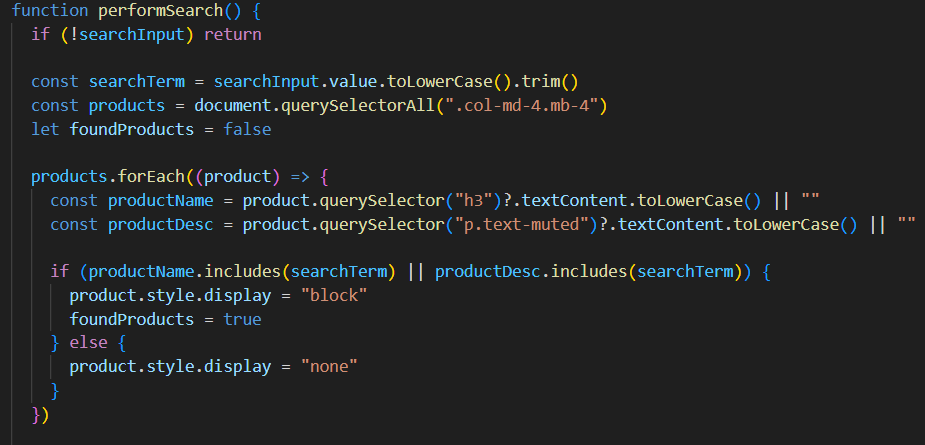 function performSearch() {
  if (!searchInput) return

  const searchTerm = searchInput.value.toLowerCase().trim()
  const products = document.querySelectorAll(".col-md-4.mb-4")
  let foundProducts = false

  products.forEach((product) => {
    const productName = product.querySelector("h3")?.textContent.toLowerCase() || ""
    const productDesc = product.querySelector("p.text-muted")?.textContent.toLowerCase() || ""

    if (productName.includes(searchTerm) || productDesc.includes(searchTerm)) {
      product.style.display = "block"
      foundProducts = true
    } else {
      product.style.display = "none"
    }
  })